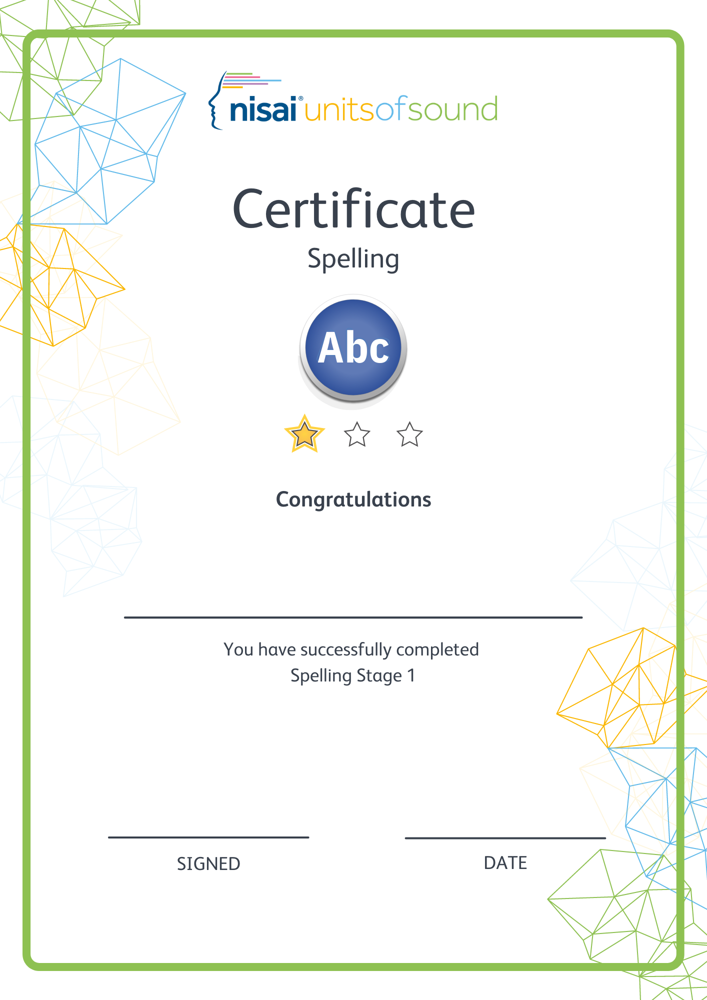 nisai® unitsofsound
Certificate
Spelling
Abc
Congratulations
You have successfully completed
Spelling Stage 1
SIGNED
DATE